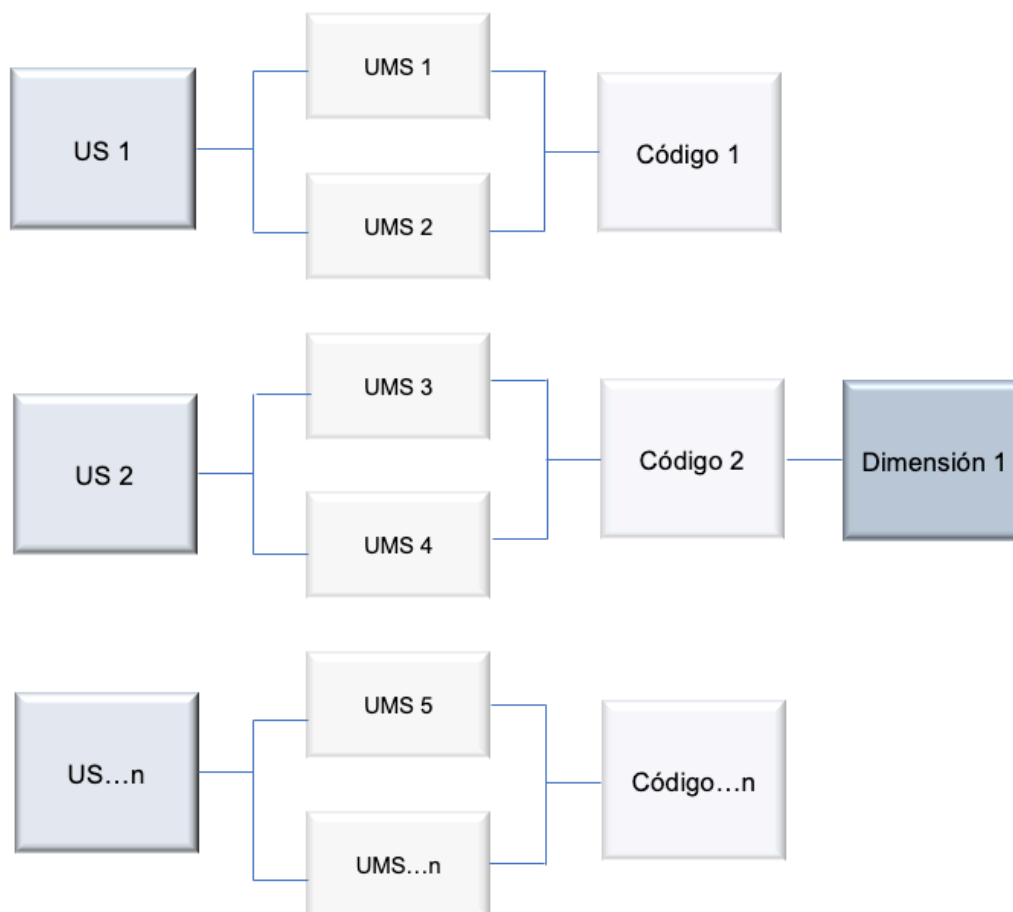 US 1
UMS 1
UMS 2
Código 1
US 2
UMS 3
UMS 4
Código 2
Dimensión 1
US...n
UMS 5
UMS...n
Código...n